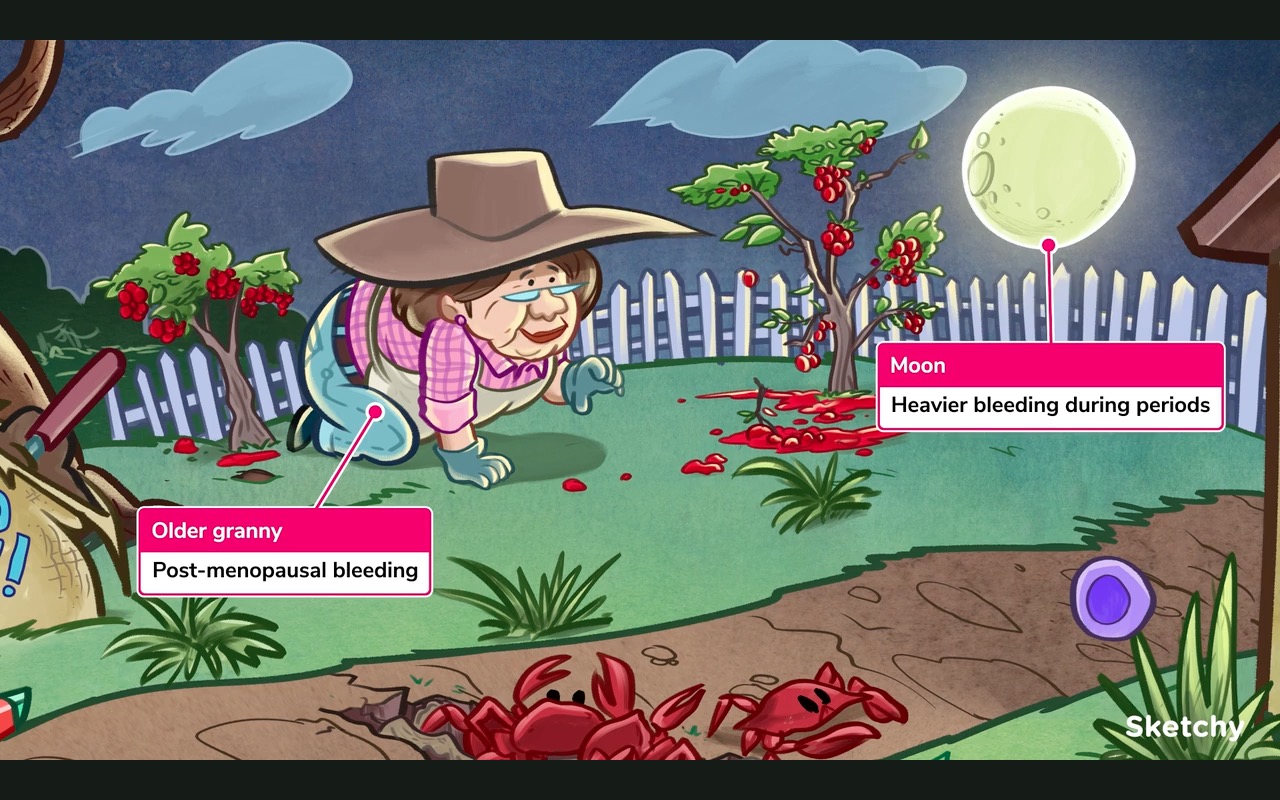 Moon
Heavier bleeding during periods
Older granny
Post-menopausal bleeding
Sketchy